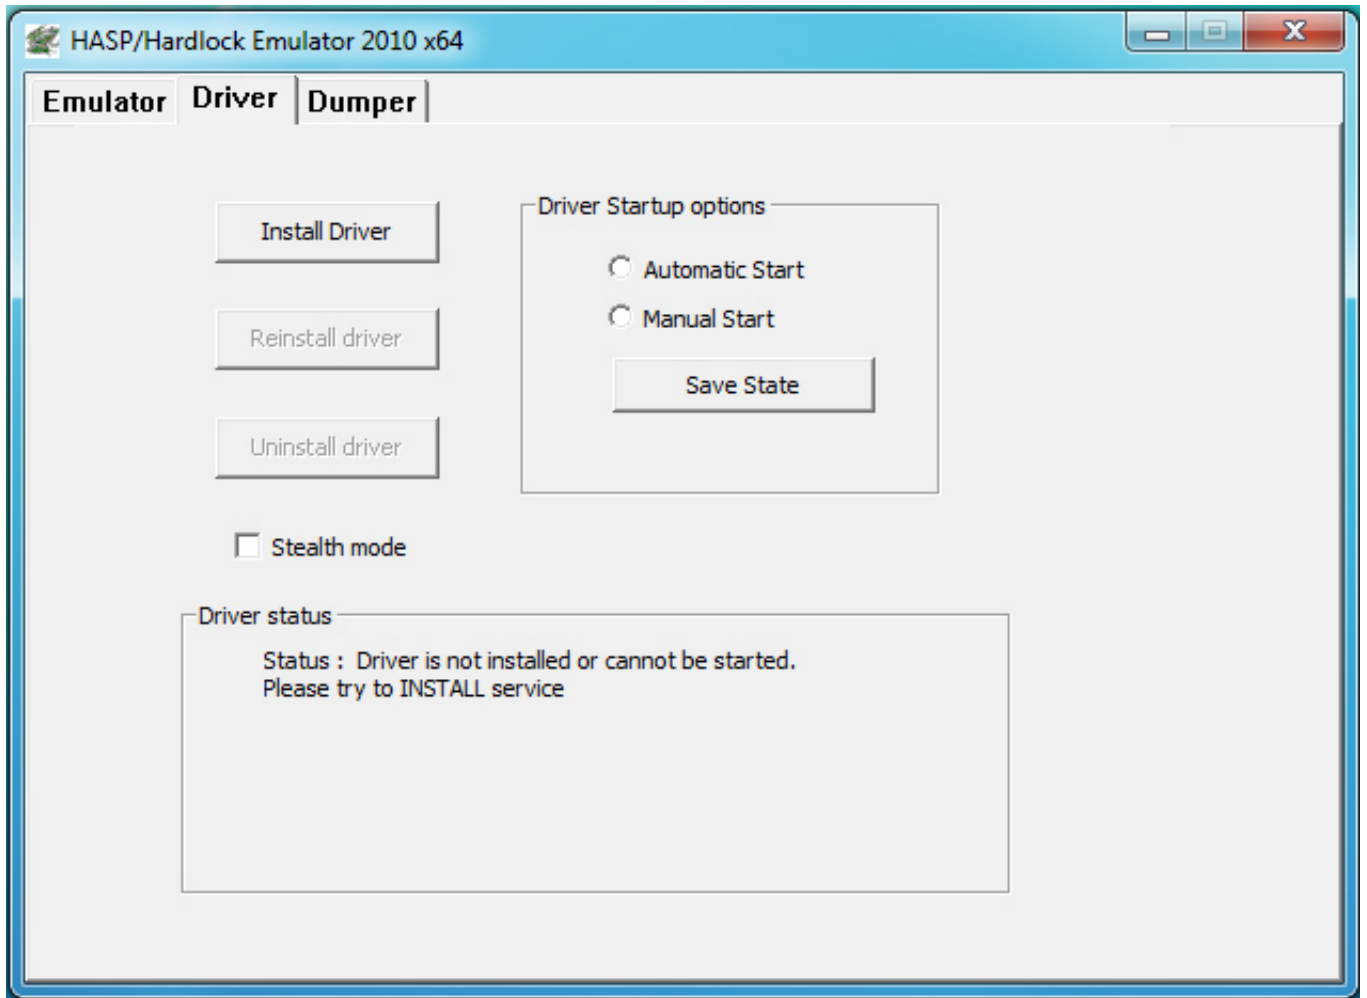 HASP/Hardlock Emulator 2010 x64
Emulator Driver Dumper
Install Driver
Reinstall driver
Uninstall driver
Stealth mode
Driver Startup options
Automatic Start
Manual Start
Save State
Driver status
Status : Driver is not installed or cannot be started.
Please try to INSTALL service